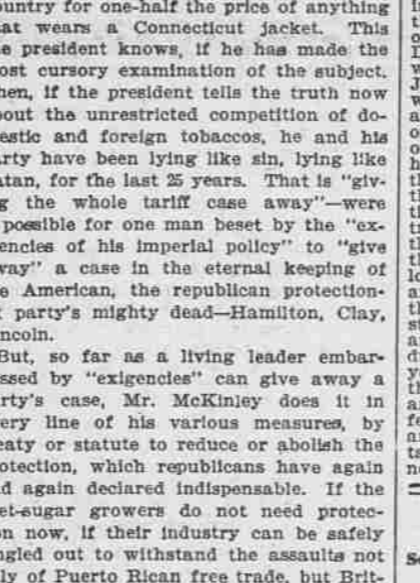 ountry for one-half the price of anything
at wears a Connecticut jacket. This
e president knows, if he has made the
ost cursory examination of the subject.
hen, if the president tells the truth now
bout the unrestricted competition of do-
estic and foreign tobaccos, he and his
arty have been lying like sin, lying like
atan, for the last 25 years. That is "giv-
g the whole tariff case away"—were
possible for one man beset by the "ex-
encies of his imperial policy" to "give
way" a case in the eternal keeping of
e American, the republican protection-
t party's mighty dead—Hamilton, Clay,
incoln.
But, so far as a living leader embar-
ssed by "exigencies" can give away a
arty's case, Mr. McKinley does it in
very line of his various measures, by
eaty or statute to reduce or abolish the
otection, which republicans have again
d again declared indispensable. If the
et-sugar growers do not need protec-
on now, if their industry can be safely
ngled out to withstand the assaults not
ly of Puerto Rican free trade, but Brit-